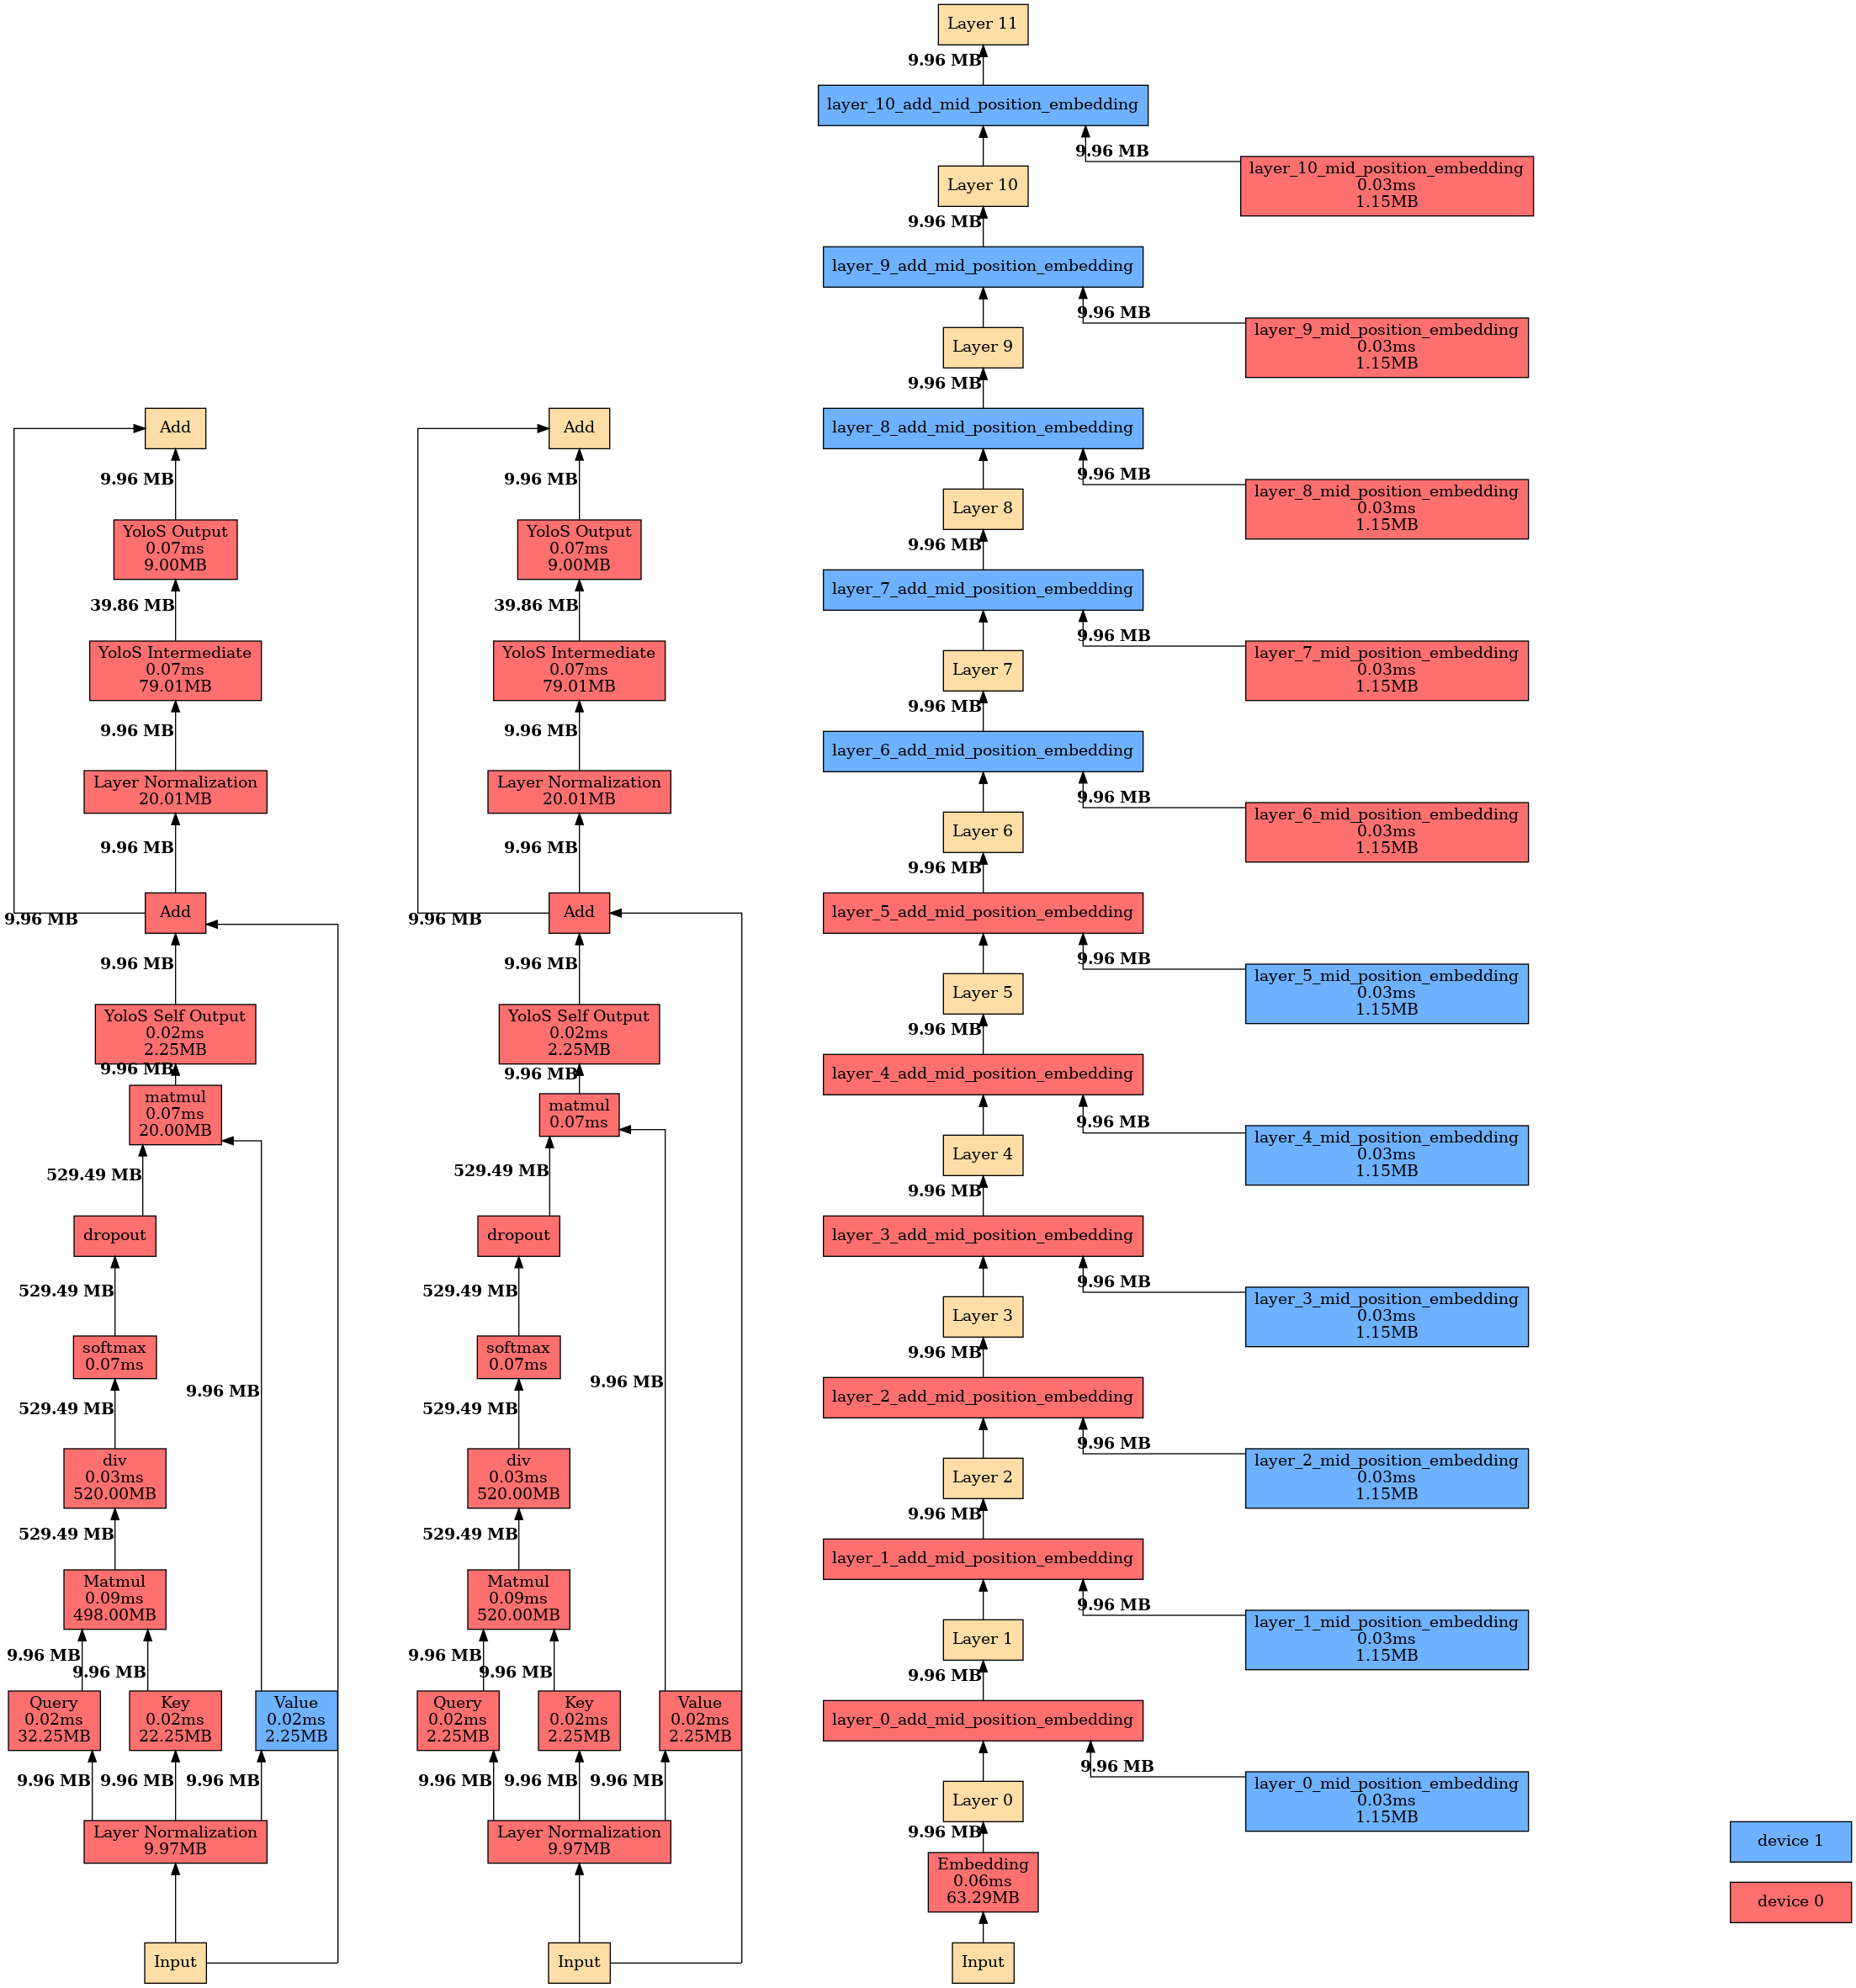 Add
9.96 MB
YoloS Output
0.07ms
9.00MB
39.86 MB
YoloS Intermediate
0.07ms
79.01MB
9.96 MB
Layer Normalization
20.01MB
9.96 MB
Add
9.96 MB
9.96 MB
YoloS Self Output
0.02ms
2.25MB
9.96 MB
matmul
0.07ms
20.00MB
529.49 MB
dropout
529.49 MB
softmax
0.07ms
9.96 MB
529.49 MB
div
0.03ms
520.00MB
529.49 MB
Matmul
0.09ms
498.00MB
9.96 MB
9.96 MB
Query
0.02ms
32.25MB
Key
0.02ms
22.25MB
Value
0.02ms
2.25MB
9.96 MB
9.96 MB
9.96 MB
Layer Normalization
9.97MB
Input
Add
9.96 MB
YoloS Output
0.07ms
9.00MB
39.86 MB
YoloS Intermediate
0.07ms
79.01MB
9.96 MB
Layer Normalization
20.01MB
9.96 MB
Add
9.96 MB
9.96 MB
YoloS Self Output
0.02ms
2.25MB
9.96 MB
matmul
0.07ms
529.49 MB
dropout
529.49 MB
softmax
0.07ms
9.96 MB
529.49 MB
div
0.03ms
520.00MB
529.49 MB
Matmul
0.09ms
520.00MB
9.96 MB
9.96 MB
Query
0.02ms
2.25MB
Key
0.02ms
2.25MB
Value
0.02ms
2.25MB
9.96 MB
9.96 MB
9.96 MB
Layer Normalization
9.97MB
Input
Layer 11
9.96 MB
layer_10_add_mid_position_embedding
9.96 MB
layer_10_mid_position_embedding
0.03ms
1.15MB
Layer 10
9.96 MB
layer_9_add_mid_position_embedding
9.96 MB
layer_9_mid_position_embedding
0.03ms
1.15MB
Layer 9
9.96 MB
layer_8_add_mid_position_embedding
9.96 MB
layer_8_mid_position_embedding
0.03ms
1.15MB
Layer 8
9.96 MB
layer_7_add_mid_position_embedding
9.96 MB
layer_7_mid_position_embedding
0.03ms
1.15MB
Layer 7
9.96 MB
layer_6_add_mid_position_embedding
9.96 MB
layer_6_mid_position_embedding
0.03ms
1.15MB
Layer 6
9.96 MB
layer_5_add_mid_position_embedding
9.96 MB
layer_5_mid_position_embedding
0.03ms
1.15MB
Layer 5
9.96 MB
layer_4_add_mid_position_embedding
9.96 MB
layer_4_mid_position_embedding
0.03ms
1.15MB
Layer 4
9.96 MB
layer_3_add_mid_position_embedding
9.96 MB
layer_3_mid_position_embedding
0.03ms
1.15MB
Layer 3
9.96 MB
layer_2_add_mid_position_embedding
9.96 MB
layer_2_mid_position_embedding
0.03ms
1.15MB
Layer 2
9.96 MB
layer_1_add_mid_position_embedding
9.96 MB
layer_1_mid_position_embedding
0.03ms
1.15MB
Layer 1
9.96 MB
layer_0_add_mid_position_embedding
9.96 MB
layer_0_mid_position_embedding
0.03ms
1.15MB
Layer 0
9.96 MB
Embedding
0.06ms
63.29MB
Input
device 1
device 0